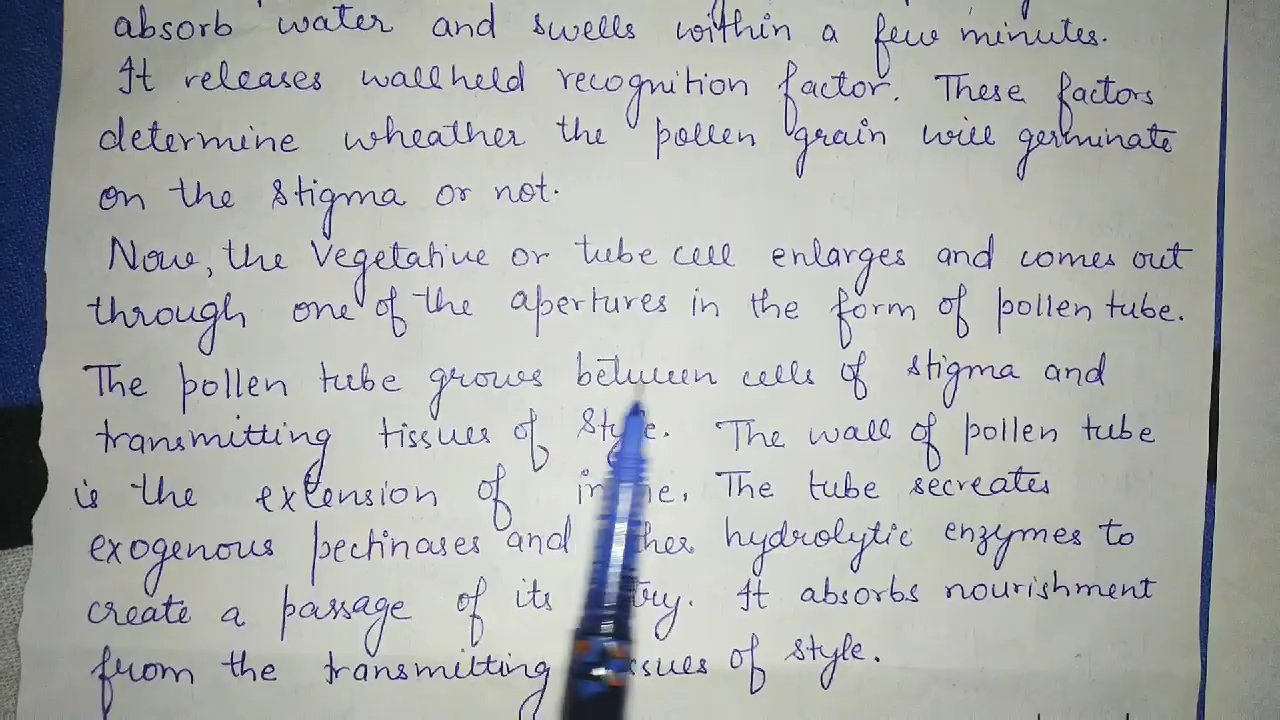 absorb water and swells within a few minutes.
It releases wallheld recognition factor. These factors
determine wheather the pollen grain will germinate
on the stigma or not.
Now, the Vegetative or tube cell enlarges and comes out
through one of the apertures in the form of pollen tube.
The pollen tube grows between cells of stigma and
transmitting tissues of style. The wall of pollen tube
is the extension of The tube secreates
exogenous pectinases and hydrolytic enzymes to
create a passage of its It absorbs nourishment
from the transmitting of style.